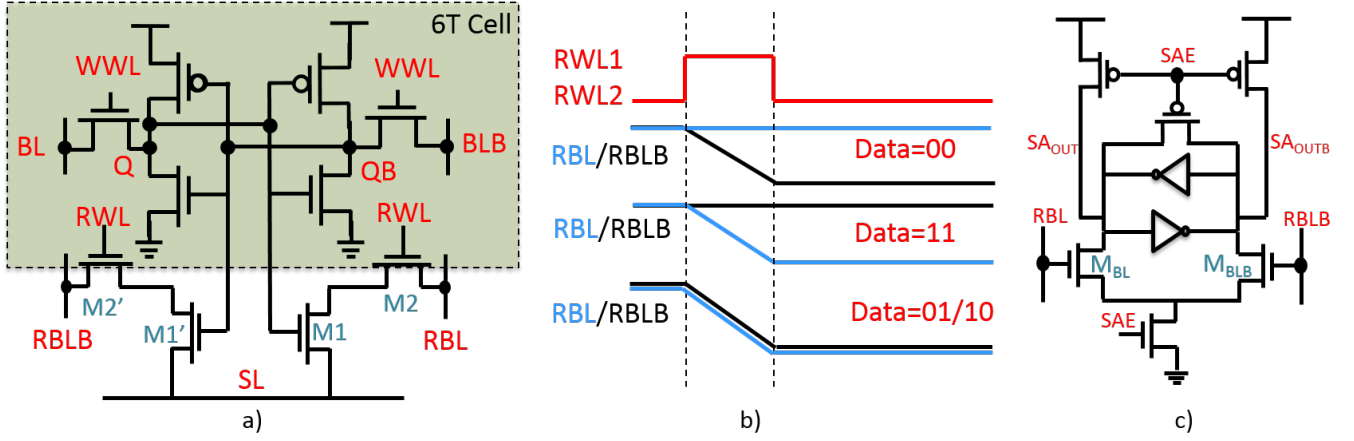 6T Cell
WWL
WWL
BL
Q
QB
BLB
RWL
RWL
M2'
M1'
M1
M2
RBLB
RBL
SL
a)
RWL1
RWL2
RBL/RBLB
Data=00
RBL/RBLB
Data=11
RBL/RBLB
Data=01/10
b)
SAE
SAOUT
SAOUTB
RBL
RBLB
MBL
MBLB
SAE
c)